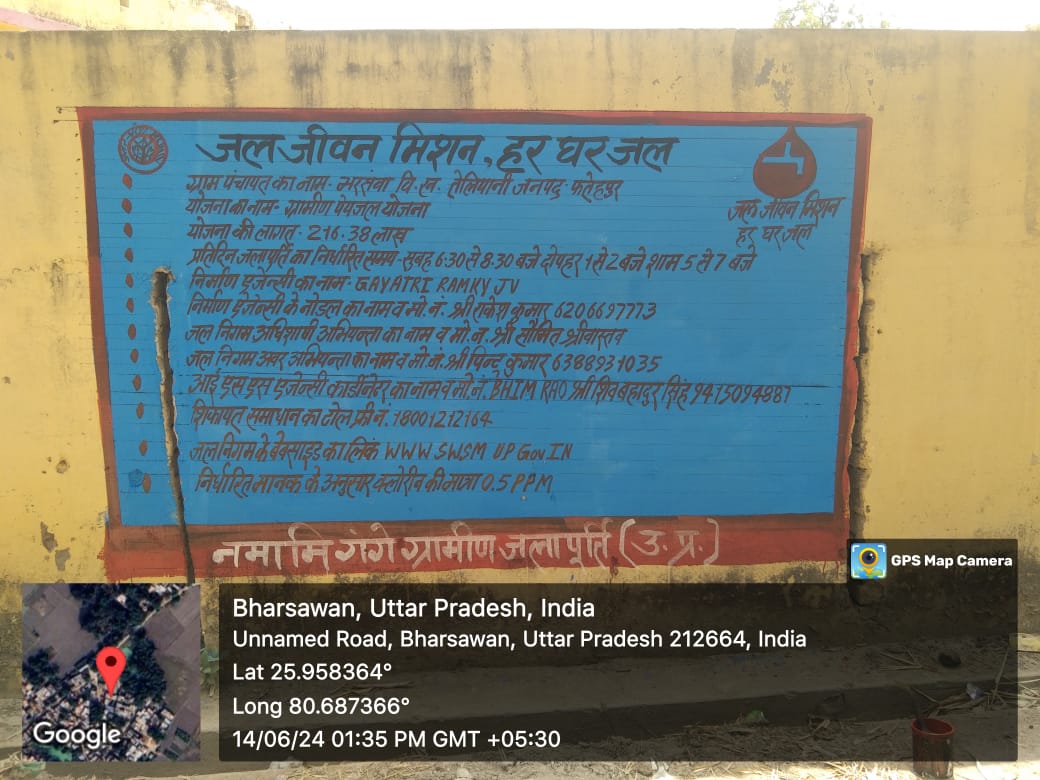 जल जीवन मिशन, हर घर जल
ग्राम पंचायत का नाम- भरसवा वि.ख. तेलियानी जनपद फतेहपुर
योजना का नाम- ग्रामीण पेयजल योजना
योजना की लागत- 216.38 लाख
प्रतिदिन जलापूर्ति का निर्धारित समय- सुबह 6:30 से 8.30 बजे दोपहर 1 से 2 बजे शाम 5 से 7 बजे
निर्माण एजेन्सी का नाम- GAYATRI RAMKY JV
निर्माण एजेन्सी के नोडल का नाम व मो.नं. श्री राकेश कुमार 6206697773
जल निगम अधिशाषी अभियन्ता का नाम व मो.नं. श्री सोमित श्रीवास्तव
जल निगम अवर अभियन्ता का नाम व मो.नं. श्री पिन्टू कुमार 6388931035
आई एस एस एजेन्सी कार्डीनेटर का नाम व मो.नं. BHIM RAO श्री शिवबहादुर सिंह 9415094887
शिकायत समाधान का टोल फ्री नं. 18001212164
जल निगम के बेबसाइड का लिंक WWW SWSM UP Gov IN
निर्धारित मानक के अनुसार क्लोरीन की मात्रा 0.5 PPM
जल जीवन मिशन
हर घर जल
नमामि गंगे ग्रामीण जलापूर्ति (उ.प्र.)
GPS Map Camera
Bharsawan, Uttar Pradesh, India
Unnamed Road, Bharsawan, Uttar Pradesh 212664, India
Lat 25.958364°
Long 80.687366°
14/06/24 01:35 PM GMT +05:30
Google